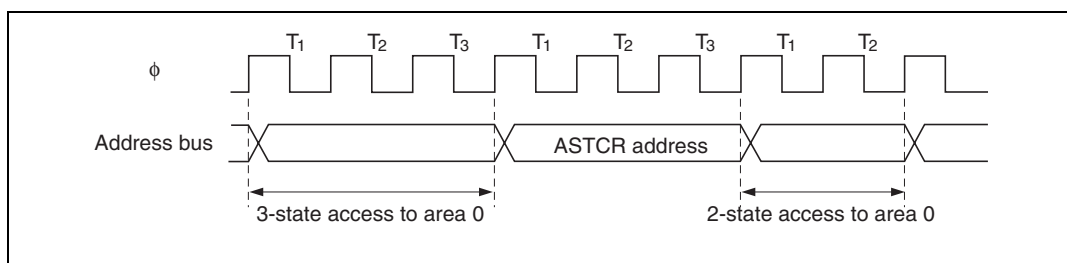 T1 T2 T3 T1 T2 T3 T1 T2
ϕ
Address bus
ASTCR address
3-state access to area 0
2-state access to area 0